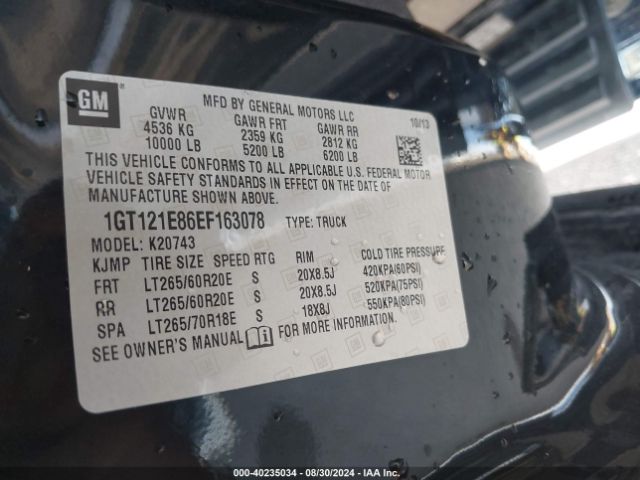 GM
MFD BY GENERAL MOTORS LLC
10/13
GVWR GAWR FRT GAWR RR
4536 KG 2359 KG 2812 KG
10000 LB 5200 LB 6200 LB
THIS VEHICLE CONFORMS TO ALL APPLICABLE U.S. FEDERAL MOTOR
VEHICLE SAFETY STANDARDS IN EFFECT ON THE DATE OF
MANUFACTURE SHOWN ABOVE.
1GT121E86EF163078 TYPE: TRUCK
MODEL: K20743
KJMP TIRE SIZE SPEED RTG RIM COLD TIRE PRESSURE
FRT LT265/60R20E S 20X8.5J 420KPA(60PSI)
RR LT265/60R20E S 20X8.5J 520KPA(75PSI)
SPA LT265/70R18E S 18X8J 550KPA(80PSI)
SEE OWNER'S MANUAL FOR MORE INFORMATION.
000-40235034 / 08/30/2024 / IAA Inc.